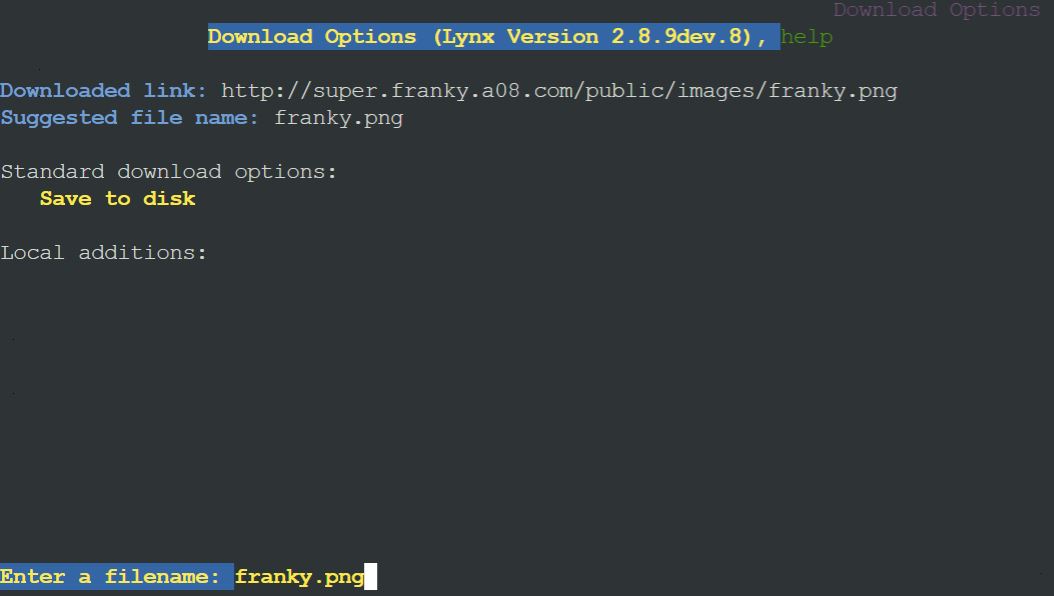 Download Options
Download Options (Lynx Version 2.8.9dev.8), help
Downloaded link: http://super.franky.a08.com/public/images/franky.png
Suggested file name: franky.png
Standard download options:
Save to disk
Local additions:
Enter a filename: franky.png